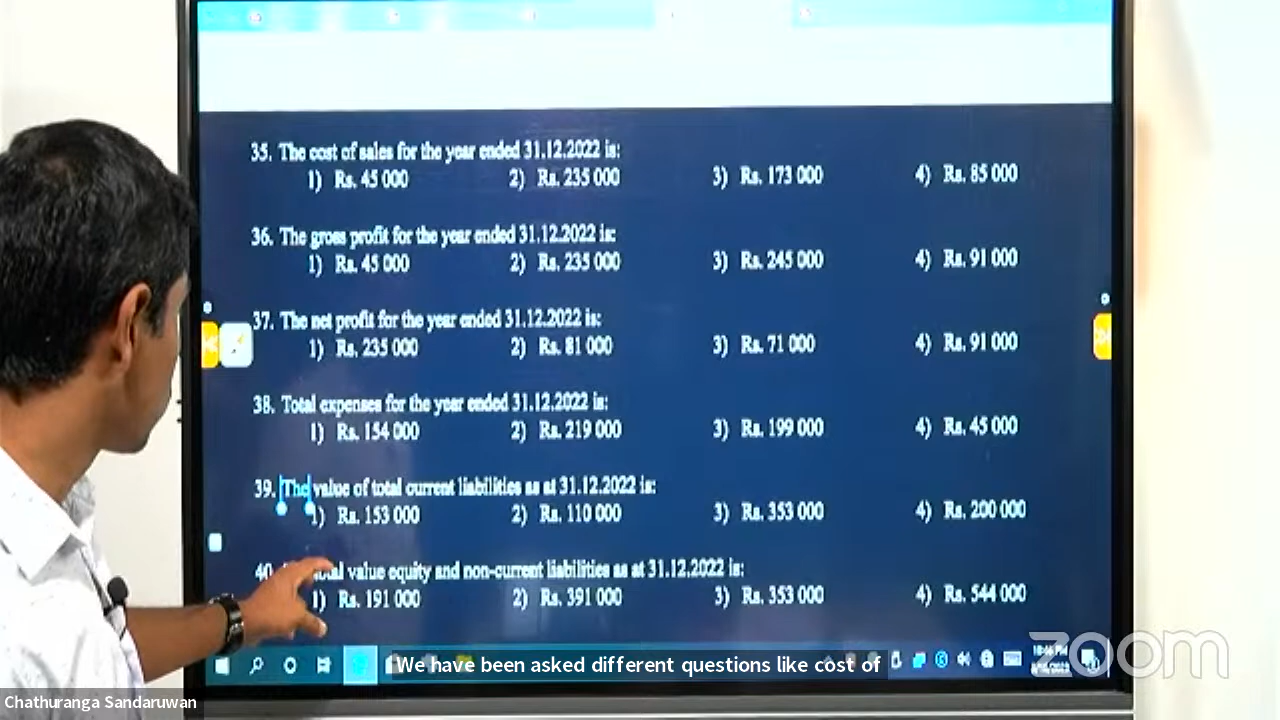 35. The cost of sales for the year ended 31.12.2022 is:
1) Rs. 45 000 2) Rs. 235 000 3) Rs. 173 000 4) Rs. 85 000
36. The gross profit for the year ended 31.12.2022 is:
1) Rs. 45 000 2) Rs. 235 000 3) Rs. 245 000 4) Rs. 91 000
37. The net profit for the year ended 31.12.2022 is:
1) Rs. 235 000 2) Rs. 81 000 3) Rs. 71 000 4) Rs. 91 000
38. Total expenses for the year ended 31.12.2022 is:
1) Rs. 154 000 2) Rs. 219 000 3) Rs. 199 000 4) Rs. 45 000
39. The value of total current liabilities as at 31.12.2022 is:
1) Rs. 153 000 2) Rs. 110 000 3) Rs. 353 000 4) Rs. 200 000
40. value equity and non-current liabilities as at 31.12.2022 is:
1) Rs. 191 000 2) Rs. 391 000 3) Rs. 353 000 4) Rs. 544 000
We have been asked different questions like cost of
zoom
Chathuranga Sandaruwan